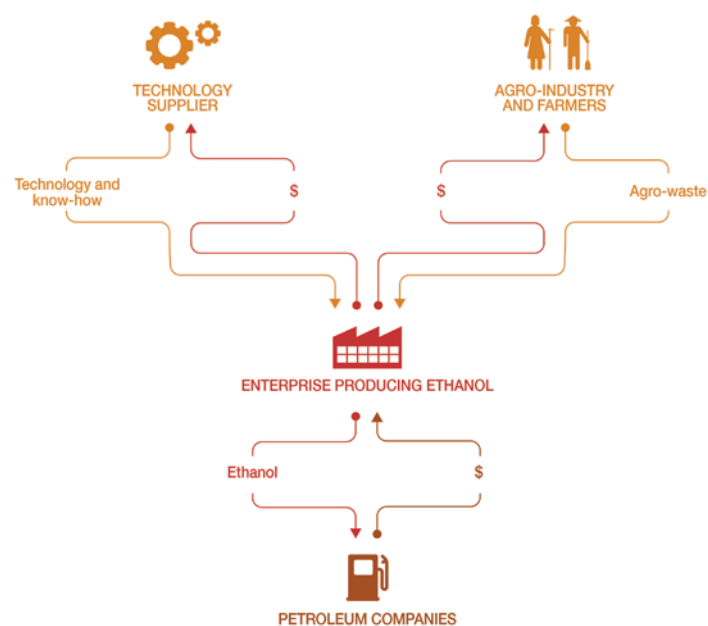 TECHNOLOGY
SUPPLIER
AGRO-INDUSTRY
AND FARMERS
Technology and
know-how
$
$
Agro-waste
ENTERPRISE PRODUCING ETHANOL
Ethanol
$
PETROLEUM COMPANIES